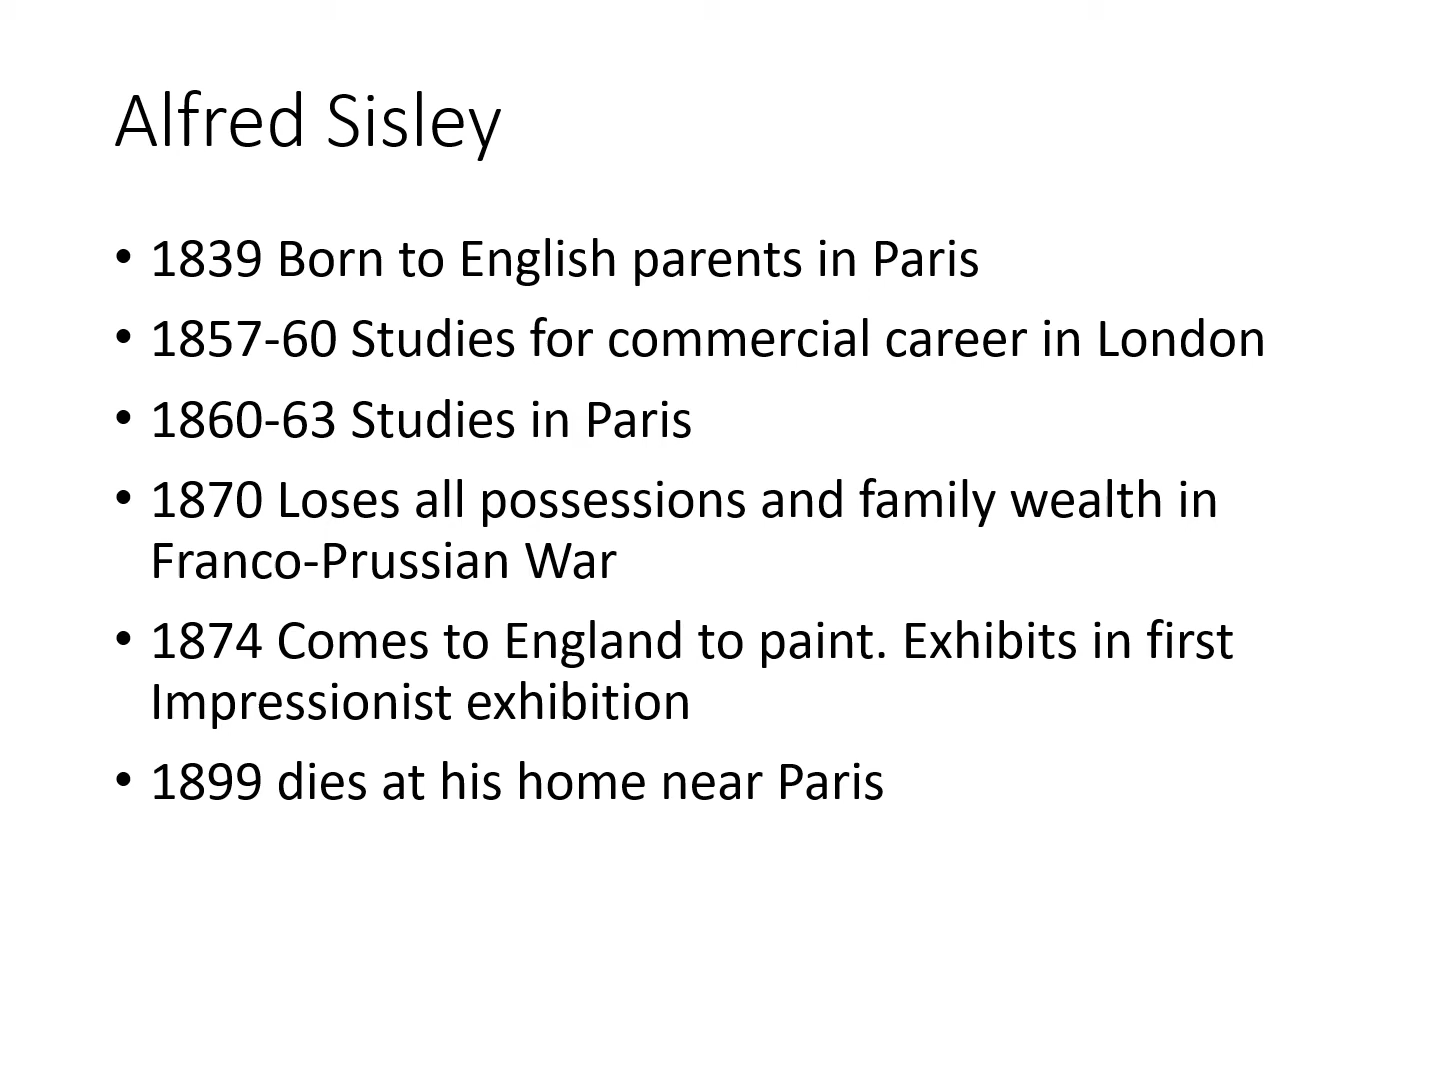 Alfred Sisley
• 1839 Born to English parents in Paris
• 1857-60 Studies for commercial career in London
• 1860-63 Studies in Paris
• 1870 Loses all possessions and family wealth in
Franco-Prussian War
• 1874 Comes to England to paint. Exhibits in first
Impressionist exhibition
• 1899 dies at his home near Paris